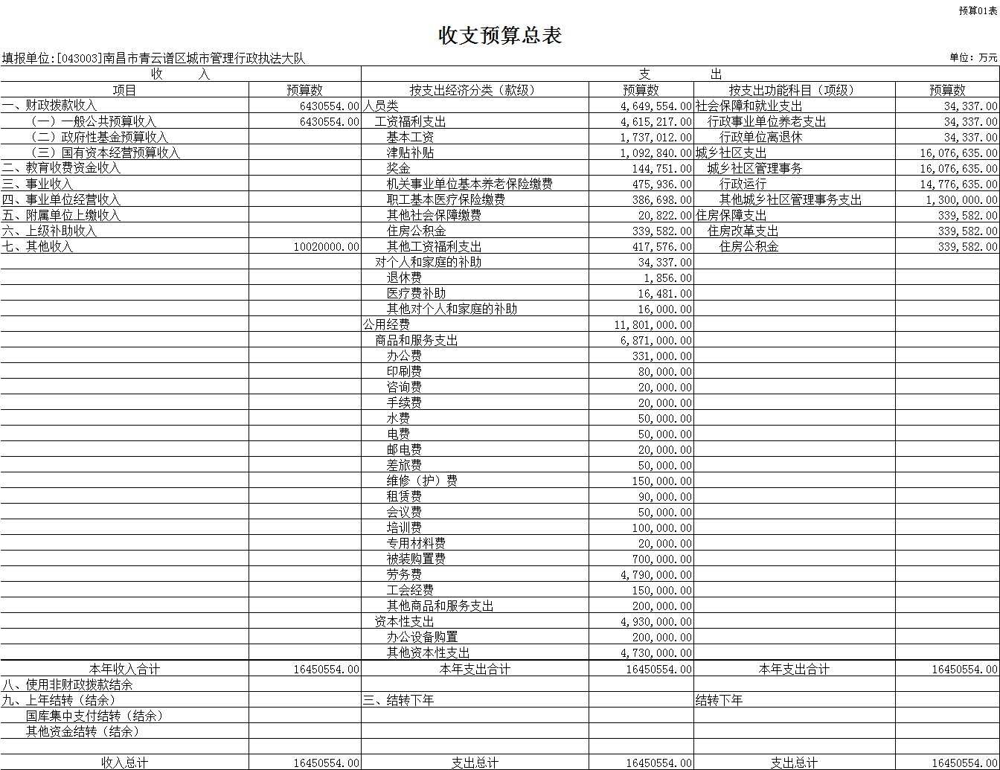 预算01表
收支预算总表
填报单位:[043003]南昌市青云谱区城市管理行政执法大队 单位：万元
收 入 支 出
项目 预算数 按支出经济分类（款级） 预算数 按支出功能科目（项级） 预算数
一、财政拨款收入 6430554.00 人员类 4,649,554.00 社会保障和就业支出 34,337.00
（一）一般公共预算收入 6430554.00 工资福利支出 4,615,217.00 行政事业单位养老支出 34,337.00
（二）政府性基金预算收入 基本工资 1,737,012.00 行政单位离退休 34,337.00
（三）国有资本经营预算收入 津贴补贴 1,092,840.00 城乡社区支出 16,076,635.00
二、教育收费资金收入 奖金 144,751.00 城乡社区管理事务 16,076,635.00
三、事业收入 机关事业单位基本养老保险缴费 475,936.00 行政运行 14,776,635.00
四、事业单位经营收入 职工基本医疗保险缴费 386,698.00 其他城乡社区管理事务支出 1,300,000.00
五、附属单位上缴收入 其他社会保障缴费 20,822.00 住房保障支出 339,582.00
六、上级补助收入 住房公积金 339,582.00 住房改革支出 339,582.00
七、其他收入 10020000.00 其他工资福利支出 417,576.00 住房公积金 339,582.00
对个人和家庭的补助 34,337.00
退休费 1,856.00
医疗费补助 16,481.00
其他对个人和家庭的补助 16,000.00
公用经费 11,801,000.00
商品和服务支出 6,871,000.00
办公费 331,000.00
印刷费 80,000.00
咨询费 20,000.00
手续费 20,000.00
水费 50,000.00
电费 50,000.00
邮电费 20,000.00
差旅费 50,000.00
维修（护）费 150,000.00
租赁费 90,000.00
会议费 50,000.00
培训费 100,000.00
专用材料费 20,000.00
被装购置费 700,000.00
劳务费 4,790,000.00
工会经费 150,000.00
其他商品和服务支出 200,000.00
资本性支出 4,930,000.00
办公设备购置 200,000.00
其他资本性支出 4,730,000.00
本年收入合计 16450554.00 本年支出合计 16450554.00 本年支出合计 16450554.00
八、使用非财政拨款结余
九、上年结转（结余） 三、结转下年 结转下年
国库集中支付结转（结余）
其他资金结转（结余）
收入总计 16450554.00 支出总计 16450554.00 支出总计 16450554.00